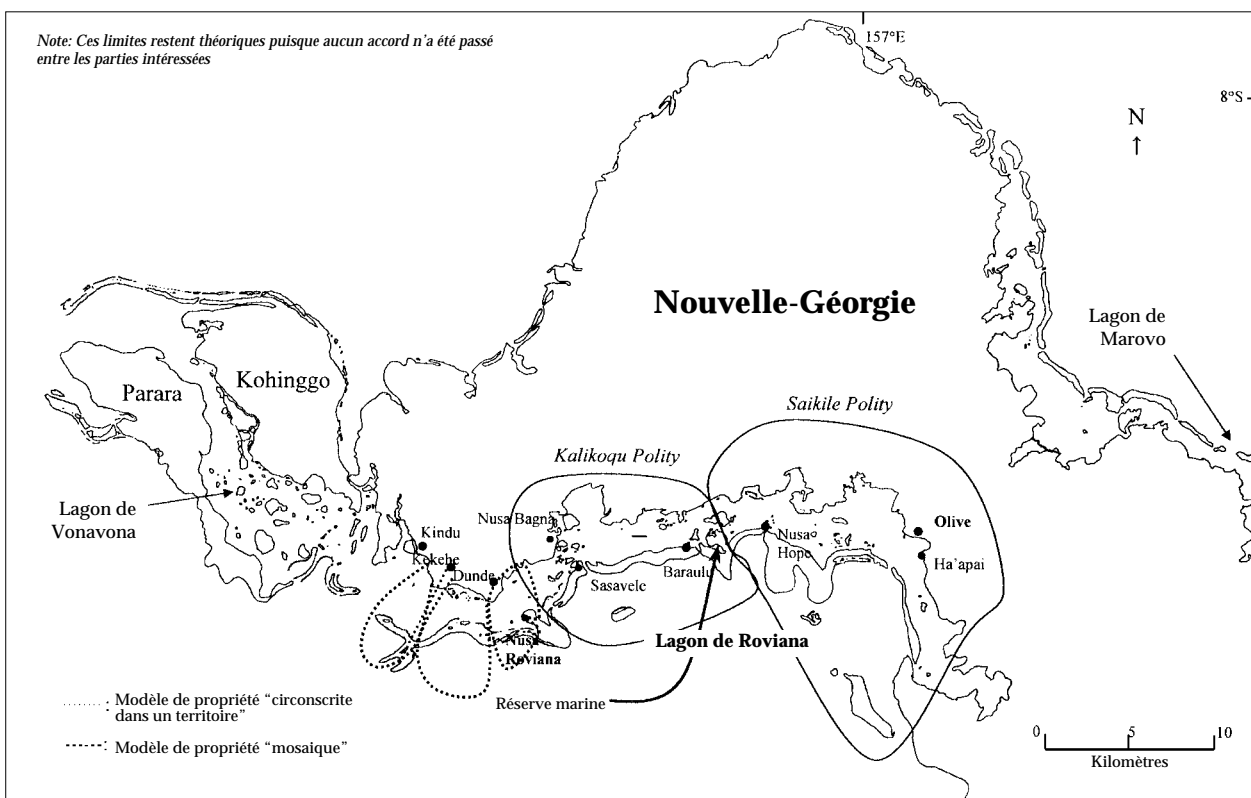 Note: Ces limites restent théoriques puisque aucun accord n'a été passé
entre les parties intéressées
157°E
8°S
N
Nouvelle-Géorgie
Lagon de
Marovo
Parara
Kohinggo
Saikile Polity
Kalikoqu Polity
Lagon de
Vonavona
Nusa Bagna
Kindu
Kekehe
Dunde
Olive
Nusa
Hope
Ha'apai
Baraulu
Sasavele
Nusa
Roviana
Lagon de Roviana
Réserve marine
Modèle de propriété "circonscrite
dans un territoire"
Modèle de propriété "mosaique"
0 5 10
Kilomètres